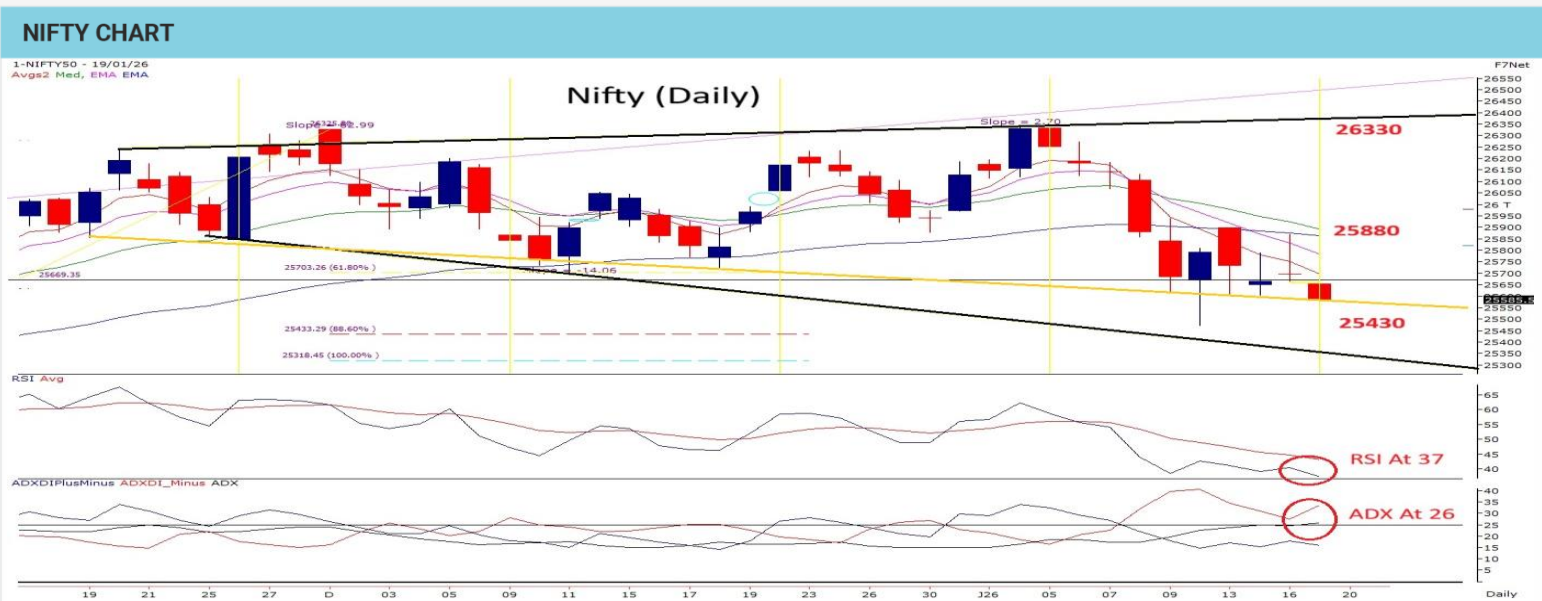 NIFTY CHART
1-NIFTY50 - 19/01/26
F7Net
Avgs2 Med, EMA EMA
Nifty (Daily)
26550
26500
26450
26400
26350
26300
26250
26200
26150
26100
26050
26 T
25950
25900
25850
25800
25750
25700
25650
25550
25500
25450
25400
25350
25300
Slope = 2.70
26330
25880
25430
25669.35
25703.26 (61.80% )
25433.29 (88.60% )
25318.45 (100.00% )
RSI Avg
65
60
55
50
45
40
RSI At 37
ADXDIPlusMinus ADXDI_Minus ADX
40
35
30
25
20
15
10
5
ADX At 26
19 21 25 27 D 03 05 09 11 15 17 19 23 26 30 J26 05 07 09 13 16 20 Daily